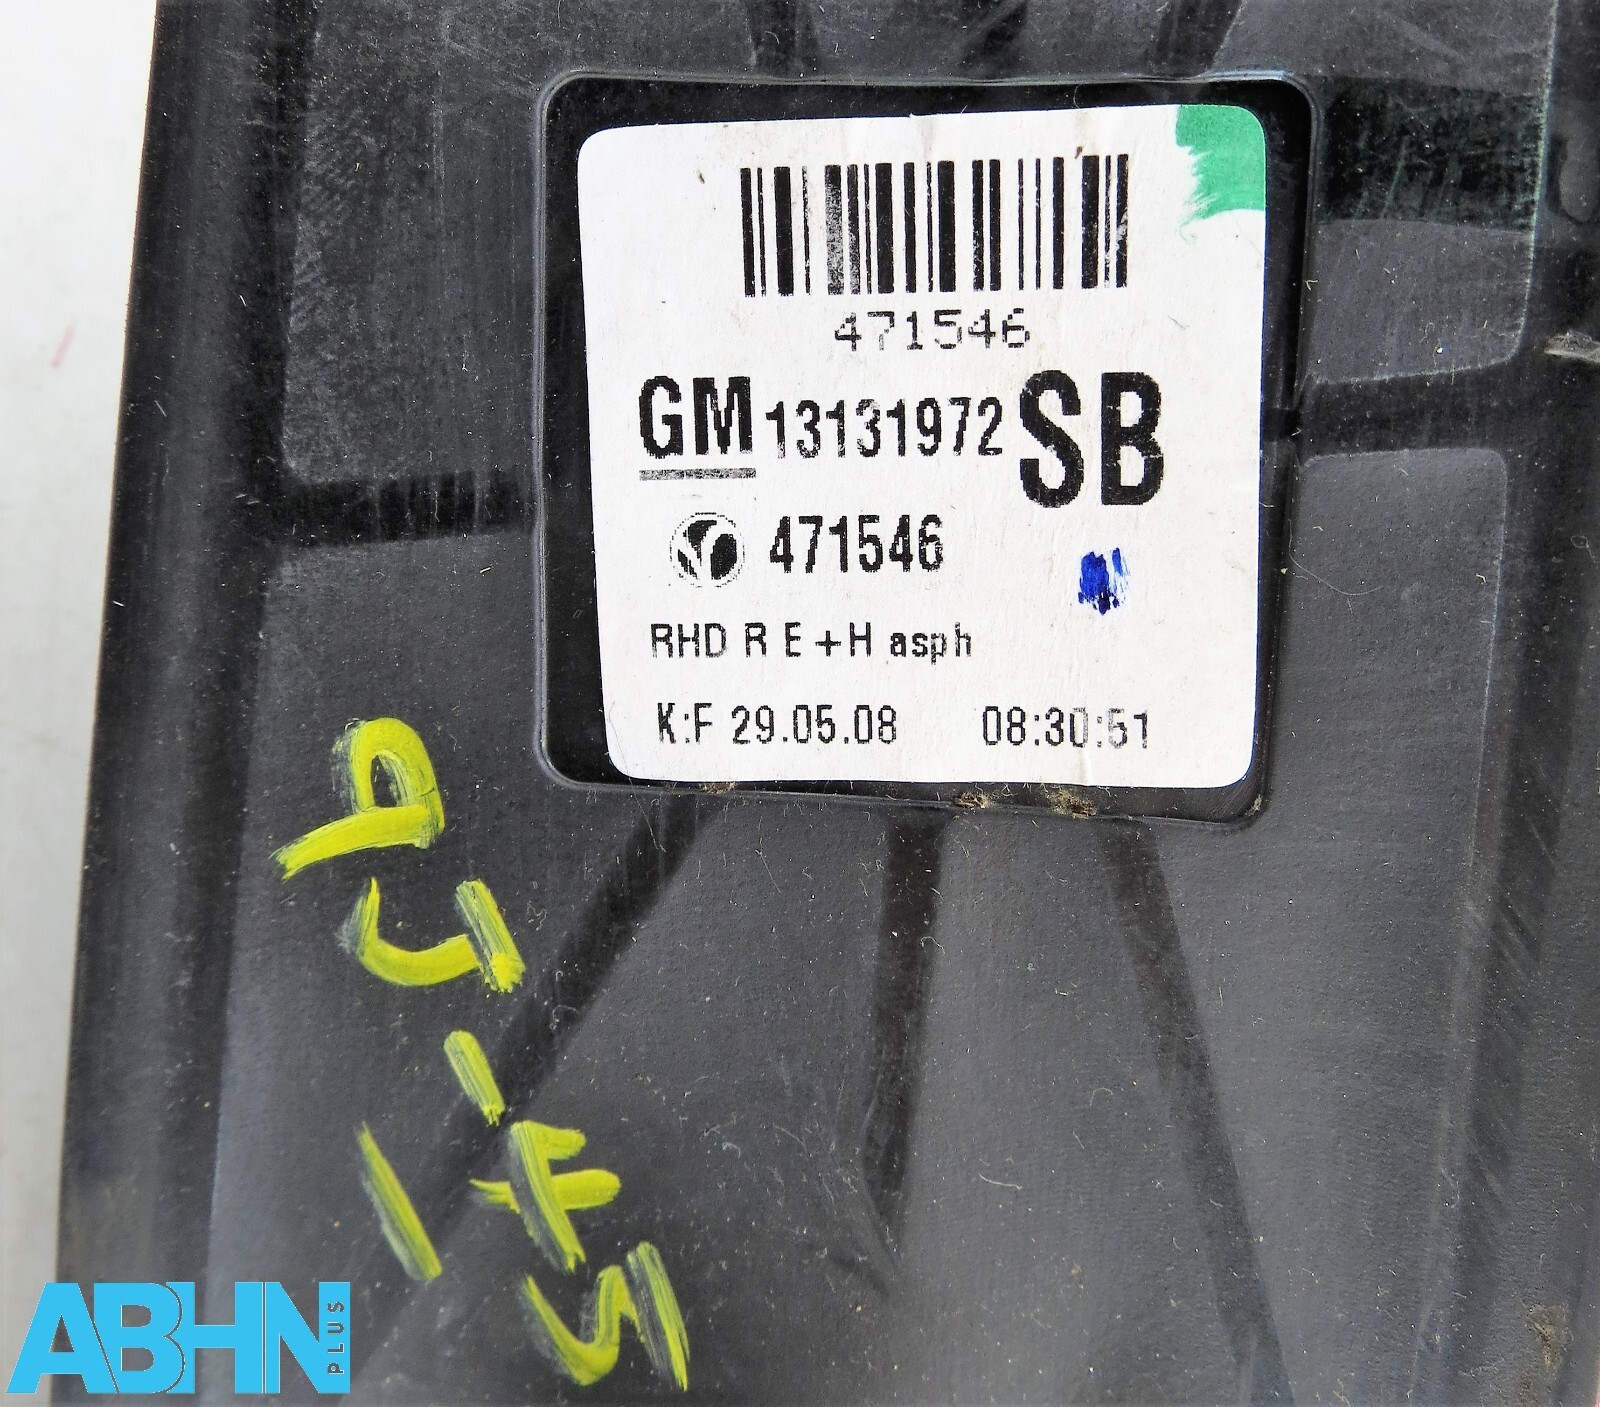 471546
GM 13131972 SB
471546
RHD R E + H asph
K:F 29.05.08 08:30:51
ABHN PLUS